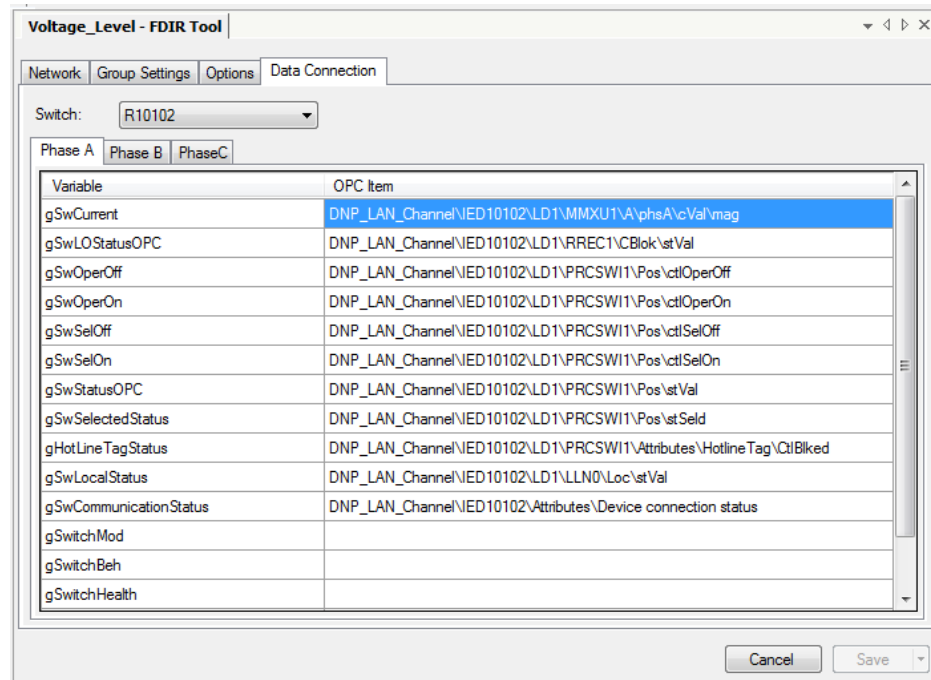 Voltage_Level - FDIR Tool
Network Group Settings Options Data Connection
Switch: R10102
Phase A Phase B PhaseC
Variable OPC Item
gSwCurrent DNP_LAN_Channel\IED10102\LD1\MMXU1\A\phsA\cVal\mag
gSwLOStatusOPC DNP_LAN_Channel\IED10102\LD1\RREC1\CBlok\stVal
gSwOperOff DNP_LAN_Channel\IED10102\LD1\PRCSWI1\Pos\ctlOperOff
gSwOperOn DNP_LAN_Channel\IED10102\LD1\PRCSWI1\Pos\ctlOperOn
gSwSelOff DNP_LAN_Channel\IED10102\LD1\PRCSWI1\Pos\ctlSelOff
gSwSelOn DNP_LAN_Channel\IED10102\LD1\PRCSWI1\Pos\ctlSelOn
gSwStatusOPC DNP_LAN_Channel\IED10102\LD1\PRCSWI1\Pos\stVal
gSwSelectedStatus DNP_LAN_Channel\IED10102\LD1\PRCSWI1\Pos\stSeld
gHotLineTagStatus DNP_LAN_Channel\IED10102\LD1\PRCSWI1\Attributes\HotlineTag\CtlBlked
gSwLocalStatus DNP_LAN_Channel\IED10102\LD1\LLN0\Loc\stVal
gSwCommunicationStatus DNP_LAN_Channel\IED10102\Attributes\Device connection status
gSwitchMod
gSwitchBeh
gSwitchHealth
Cancel Save